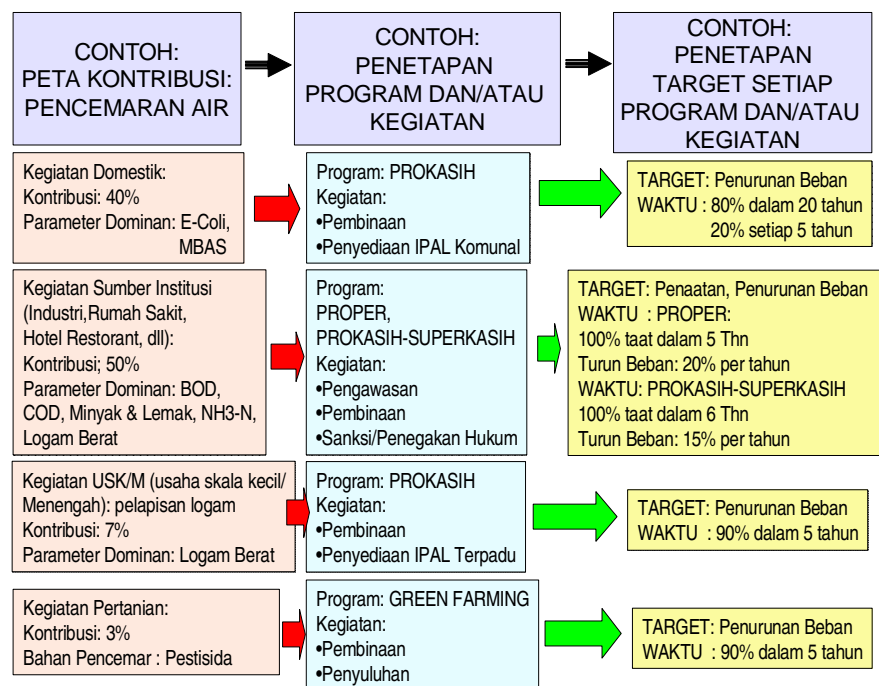 CONTOH:
PETA KONTRIBUSI:
PENCEMARAN AIR
CONTOH:
PENETAPAN
PROGRAM DAN/ATAU
KEGIATAN
CONTOH:
PENETAPAN
TARGET SETIAP
PROGRAM DAN/ATAU
KEGIATAN
Kegiatan Domestik:
Kontribusi: 40%
Parameter Dominan: E-Coli,
MBAS
Program: PROKASIH
Kegiatan:
•Pembinaan
•Penyediaan IPAL Komunal
TARGET: Penurunan Beban
WAKTU : 80% dalam 20 tahun
20% setiap 5 tahun
Kegiatan Sumber Institusi
(Industri,Rumah Sakit,
Hotel Restorant, dll):
Kontribusi; 50%
Parameter Dominan: BOD,
COD, Minyak & Lemak, NH3-N,
Logam Berat
Program:
PROPER,
PROKASIH-SUPERKASIH
Kegiatan:
•Pengawasan
•Pembinaan
•Sanksi/Penegakan Hukum
TARGET: Penaatan, Penurunan Beban
WAKTU : PROPER:
100% taat dalam 5 Thn
Turun Beban: 20% per tahun
WAKTU: PROKASIH-SUPERKASIH
100% taat dalam 6 Thn
Turun Beban: 15% per tahun
Kegiatan USK/M (usaha skala kecil/
Menengah): pelapisan logam
Kontribusi: 7%
Parameter Dominan: Logam Berat
Program: PROKASIH
Kegiatan:
•Pembinaan
•Penyediaan IPAL Terpadu
TARGET: Penurunan Beban
WAKTU : 90% dalam 5 tahun
Kegiatan Pertanian:
Kontribusi: 3%
Bahan Pencemar : Pestisida
Program: GREEN FARMING
Kegiatan:
•Pembinaan
•Penyuluhan
TARGET: Penurunan Beban
WAKTU : 90% dalam 5 tahun